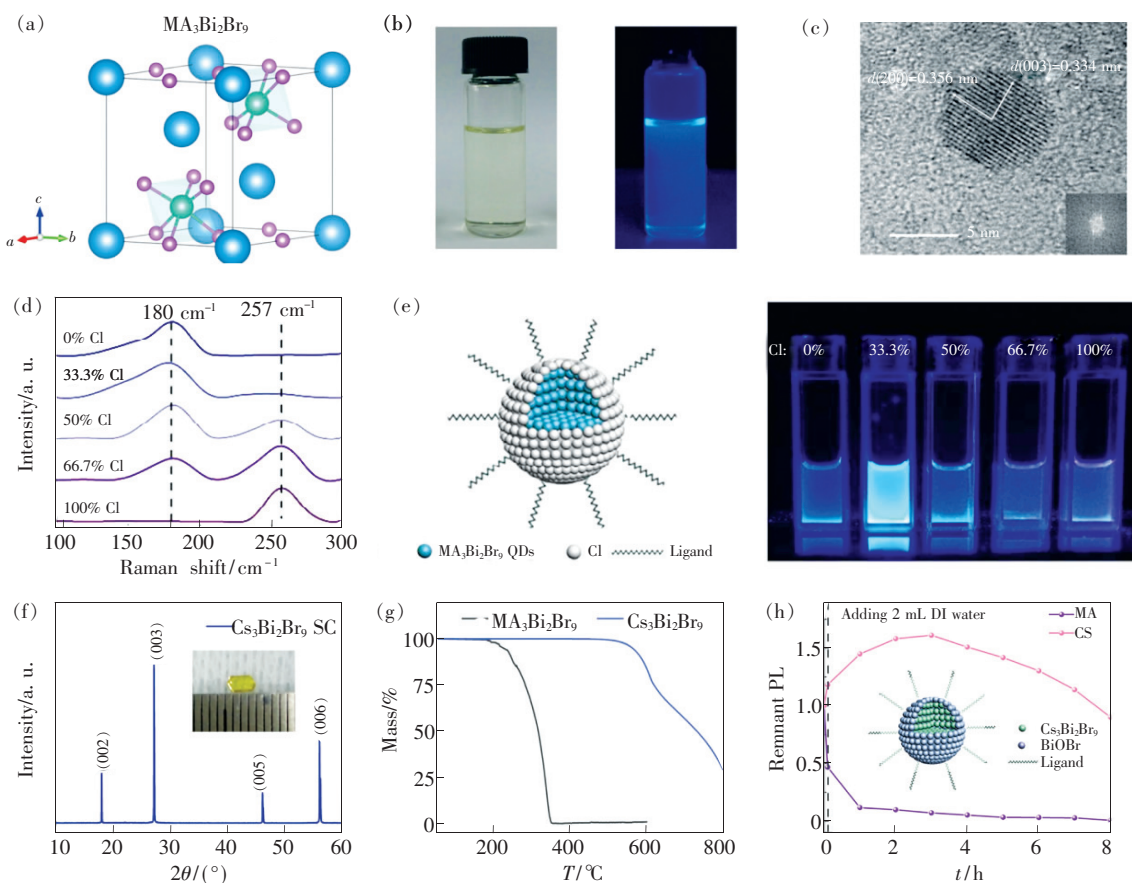 (a)
MA₃Bi₂Br₉
c
a
b
(b)
(c)
d(200)=0.356 nm
d(003)=0.334 nm
5 nm
(d)
180 cm⁻¹
257 cm⁻¹
0% Cl
33.3% Cl
50% Cl
66.7% Cl
100% Cl
Intensity/a. u.
100 150 200 250 300
Raman shift/cm⁻¹
(e)
MA₃Bi₂Br₉ QDs
Cl
Ligand
Cl: 0% 33.3% 50% 66.7% 100%
(f)
Cs₃Bi₂Br₉ SC
(002)
(003)
(005)
(006)
Intensity/a. u.
10 20 30 40 50 60
2θ/(°)
(g)
MA₃Bi₂Br₉
Cs₃Bi₂Br₉
100
75
50
25
0
Mass/%
200 400 600 800
T/℃
(h)
Adding 2 mL DI water
MA
CS
1.5
1.0
0.5
0
Remnant PL
Cs₃Bi₂Br₉
BiOBr
Ligand
0 2 4 6 8
t/h